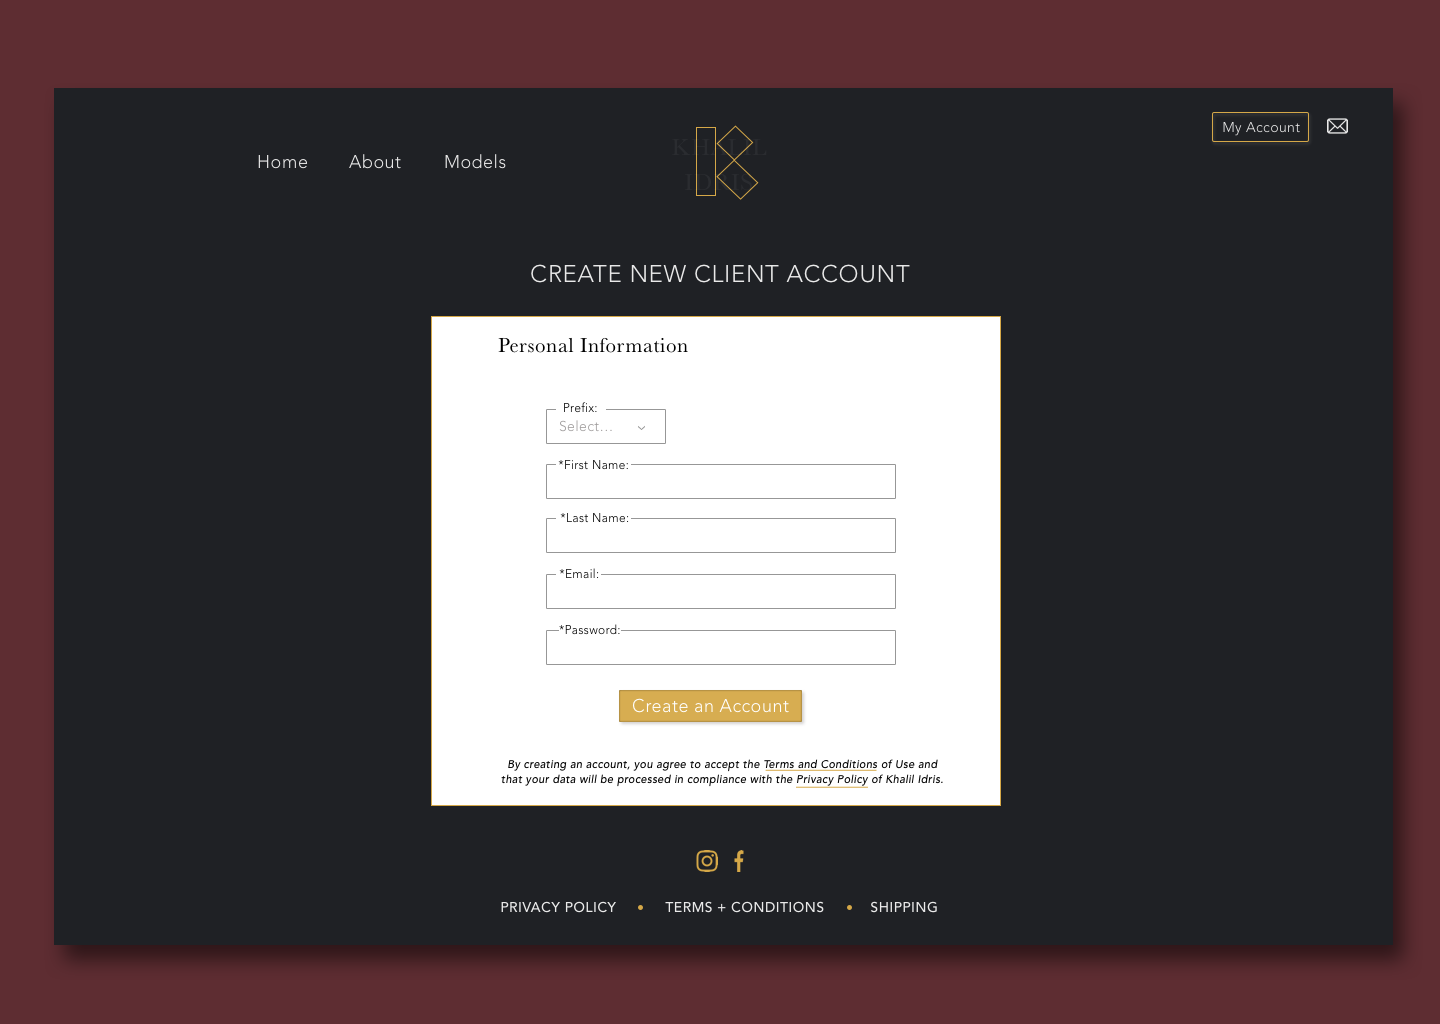 My Account
Home About Models
KHALIL
IDRIS
CREATE NEW CLIENT ACCOUNT
Personal Information
Prefix:
Select...
*First Name:
*Last Name:
*Email:
*Password:
Create an Account
By creating an account, you agree to accept the Terms and Conditions of Use and
that your data will be processed in compliance with the Privacy Policy of Khalil Idris.
PRIVACY POLICY • TERMS + CONDITIONS • SHIPPING